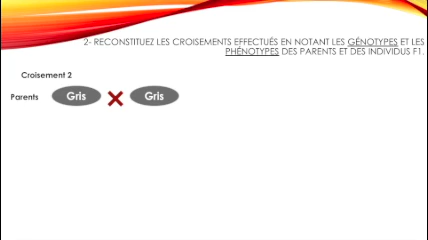 2- RECONSTITUEZ LES CROISEMENTS EFFECTUÉS EN NOTANT LES GÉNOTYPES ET LES
PHÉNOTYPES DES PARENTS ET DES INDIVIDUS F1.
Croisement 2
Parents Gris Gris